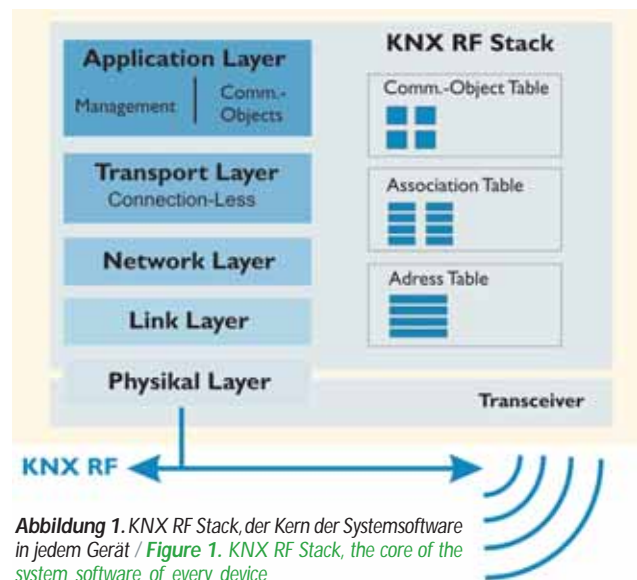 KNX RF Stack
Application Layer
Management
Comm.-
Objects
Transport Layer
Connection-Less
Network Layer
Link Layer
Physikal Layer
Comm.-Object Table
Association Table
Adress Table
Transceiver
KNX RF
Abbildung 1. KNX RF Stack, der Kern der Systemsoftware
in jedem Gerät / Figure 1. KNX RF Stack, the core of the
system software of every device